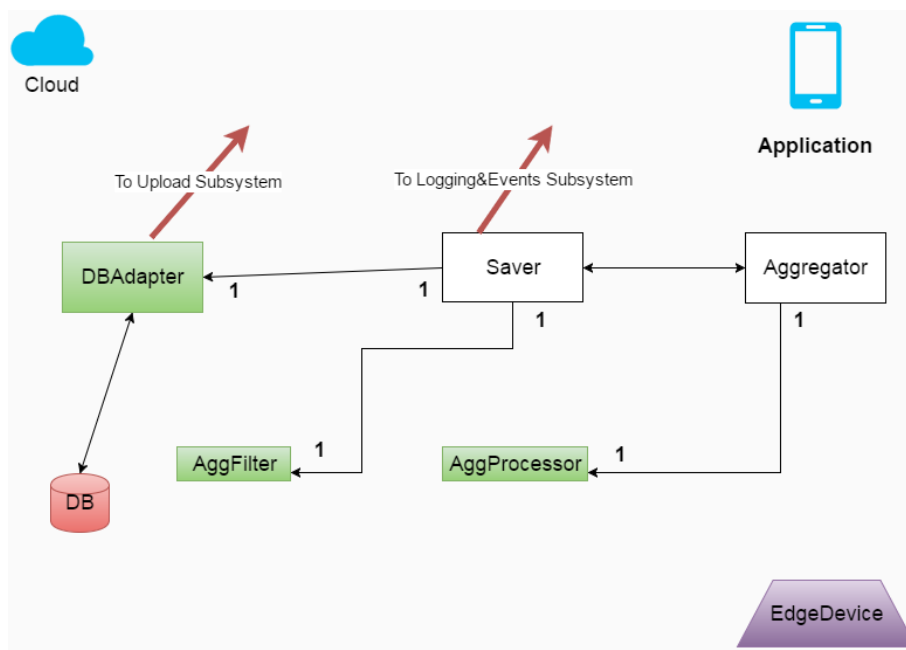 Cloud
Application
To Upload Subsystem
To Logging&Events Subsystem
DBAdapter
Saver
Aggregator
1
1
1
1
AggFilter
1
AggProcessor
1
DB
EdgeDevice